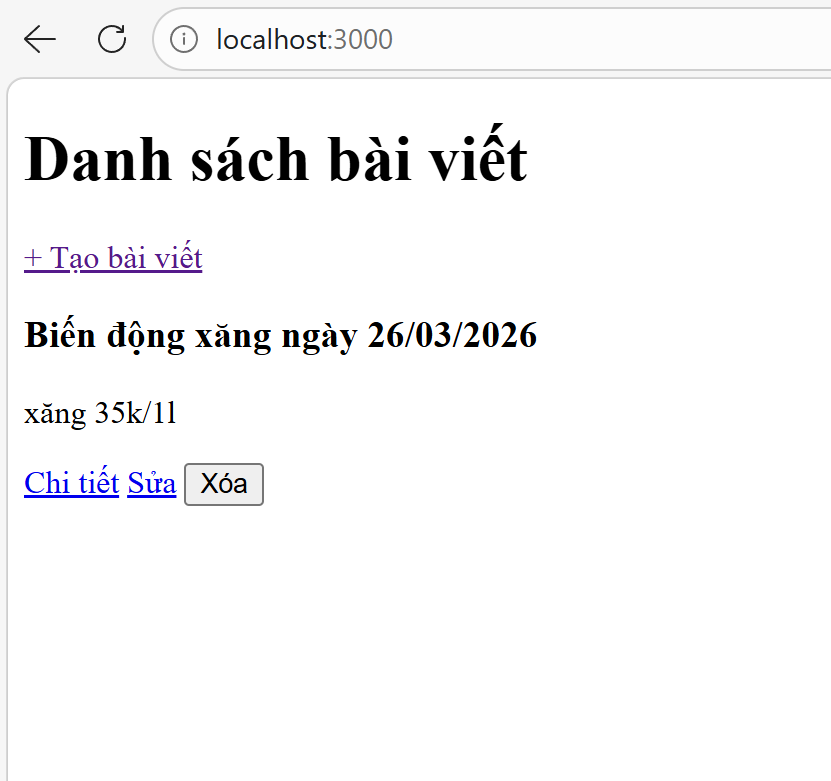 localhost:3000
Danh sách bài viết
+ Tạo bài viết
Biến động xăng ngày 26/03/2026
xăng 35k/1l
Chi tiết Sửa Xóa